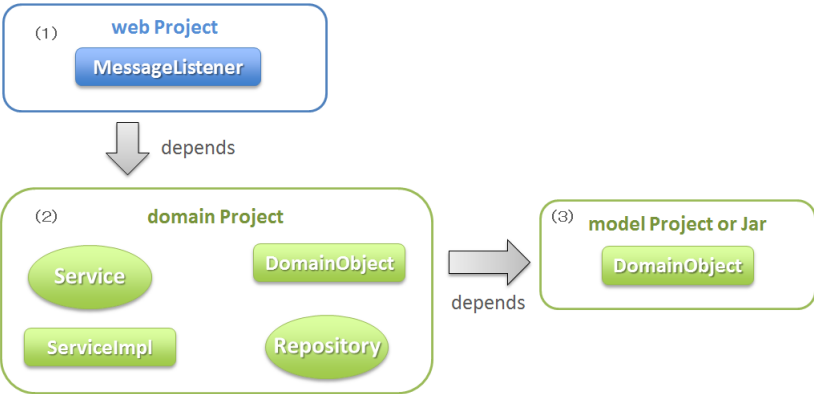 (1)
web Project
MessageListener
depends
(2)
domain Project
Service
DomainObject
ServiceImpl
Repository
depends
(3)
model Project or Jar
DomainObject